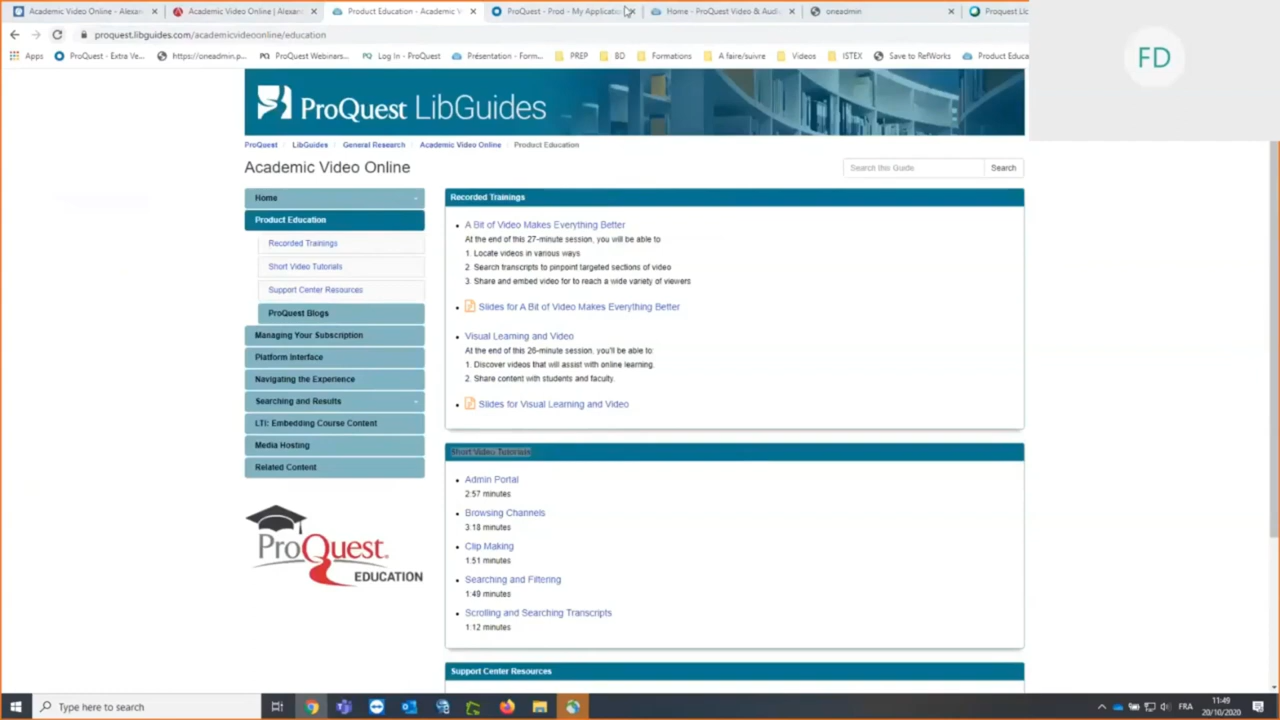 Academic Video Online - Alexan
Academic Video Online | Alexan
Product Education - Academic V
ProQuest - Prod - My Applicatio
Home - ProQuest Video & Audi
oneadmin
Proquest Lic
proquest.libguides.com/academicvideoonline/education
Apps
ProQuest - Extra Ve...
https://oneadmin.p...
ProQuest Webinars...
Log In - ProQuest
Présentation - Form...
PREP
BD
Formations
A faire/suivre
Videos
ISTEX
Save to RefWorks
Product Educa
FD
ProQuest LibGuides
ProQuest LibGuides General Research Academic Video Online Product Education
Academic Video Online
Search this Guide
Search
Home
Product Education
Recorded Trainings
Short Video Tutorials
Support Center Resources
ProQuest Blogs
Managing Your Subscription
Platform Interface
Navigating the Experience
Searching and Results
LTI: Embedding Course Content
Media Hosting
Related Content
ProQuest
EDUCATION
Recorded Trainings
A Bit of Video Makes Everything Better
At the end of this 27-minute session, you will be able to
1. Locate videos in various ways
2. Search transcripts to pinpoint targeted sections of video
3. Share and embed video for to reach a wide variety of viewers
Slides for A Bit of Video Makes Everything Better
Visual Learning and Video
At the end of this 26-minute session, you'll be able to:
1. Discover videos that will assist with online learning.
2. Share content with students and faculty.
Slides for Visual Learning and Video
Short Video Tutorials
Admin Portal
2:57 minutes
Browsing Channels
3:18 minutes
Clip Making
1:51 minutes
Searching and Filtering
1:49 minutes
Scrolling and Searching Transcripts
1:12 minutes
Support Center Resources
Type here to search
FRA
11:49
20/10/2020